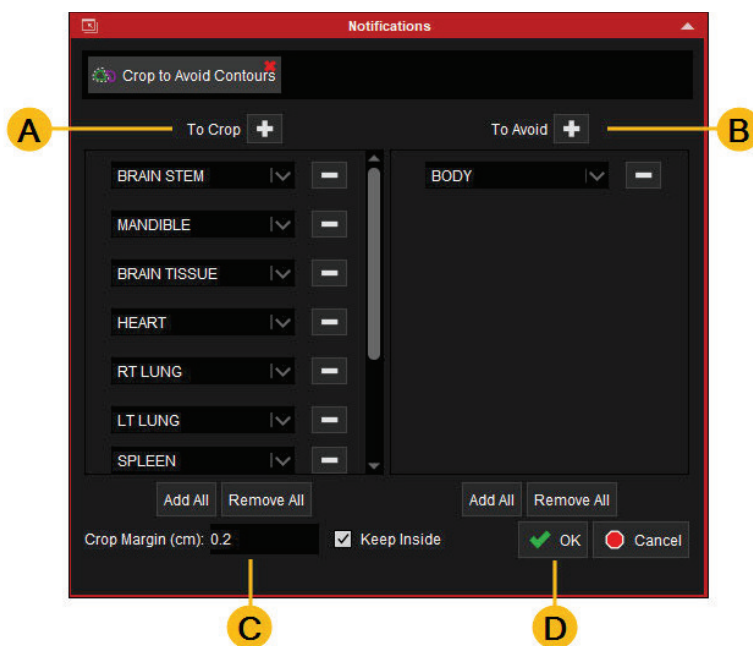 Notifications
Crop to Avoid Contours
A To Crop To Avoid B
BRAIN STEM BODY
MANDIBLE
BRAIN TISSUE
HEART
RT LUNG
LT LUNG
SPLEEN
Add All Remove All Add All Remove All
Crop Margin (cm): 0.2 Keep Inside OK Cancel
C D